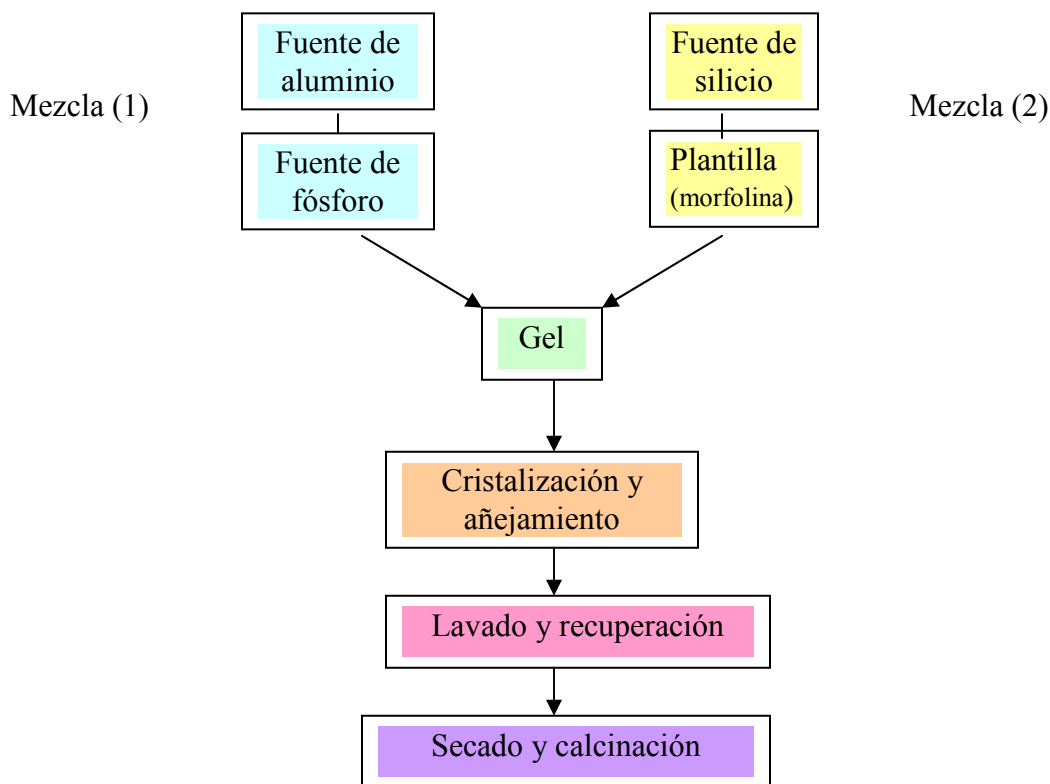 Fuente de
aluminio
Fuente de
silicio
Mezcla (1)
Mezcla (2)
Fuente de
fósforo
Plantilla
(morfolina)
Gel
Cristalización y
añejamiento
Lavado y recuperación
Secado y calcinación